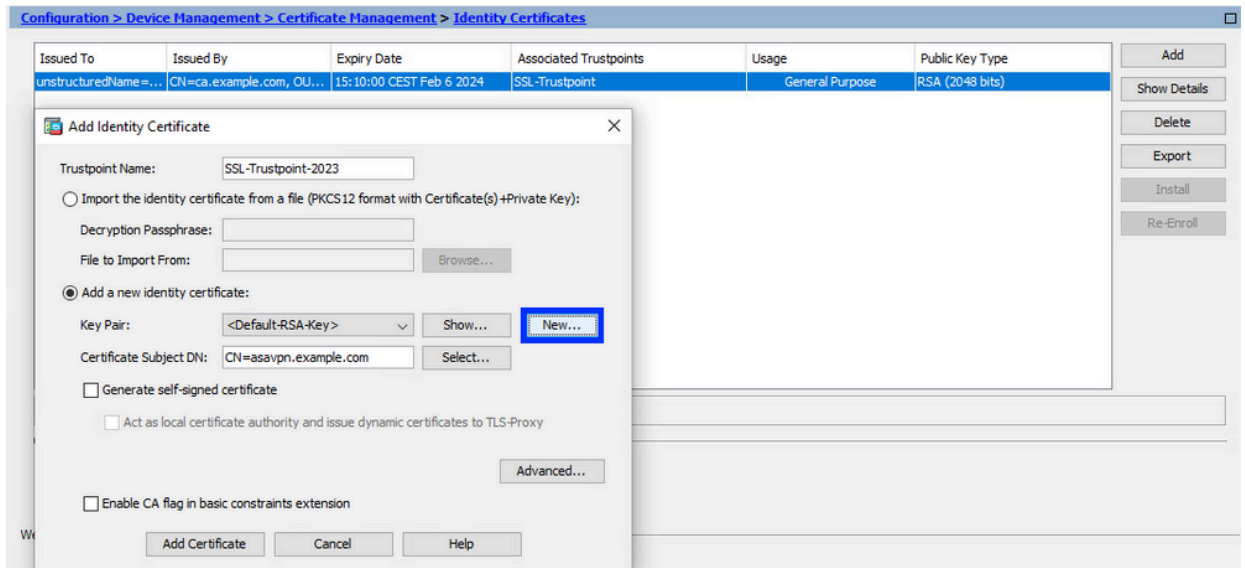 Configuration > Device Management > Certificate Management > Identity Certificates
Issued To Issued By Expiry Date Associated Trustpoints Usage Public Key Type
unstructuredName=... CN=ca.example.com, OU... 15:10:00 CEST Feb 6 2024 SSL-Trustpoint General Purpose RSA (2048 bits)
Add
Show Details
Delete
Export
Install
Re-Enroll
Add Identity Certificate
Trustpoint Name: SSL-Trustpoint-2023
Import the identity certificate from a file (PKCS12 format with Certificate(s)+Private Key):
Decryption Passphrase:
File to Import From: Browse...
Add a new identity certificate:
Key Pair: <Default-RSA-Key> Show... New...
Certificate Subject DN: CN=asavpn.example.com Select...
Generate self-signed certificate
Act as local certificate authority and issue dynamic certificates to TLS-Proxy
Advanced...
Enable CA flag in basic constraints extension
We
Add Certificate Cancel Help